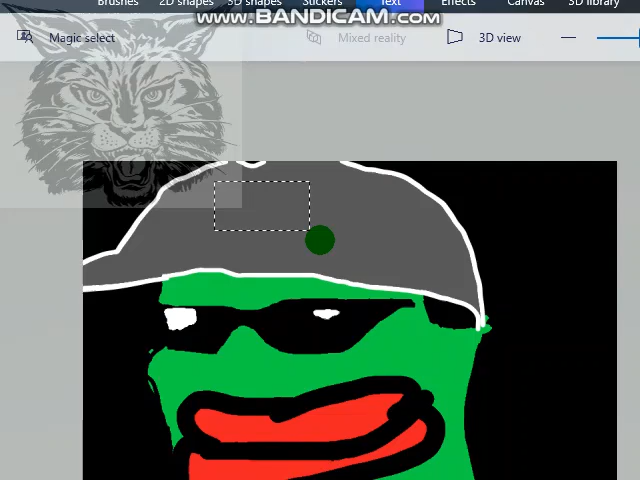 Brushes 2D shapes 3D shapes Stickers Text Effects Canvas 3D library
www.BANDICAM.com
Magic select Mixed reality 3D view